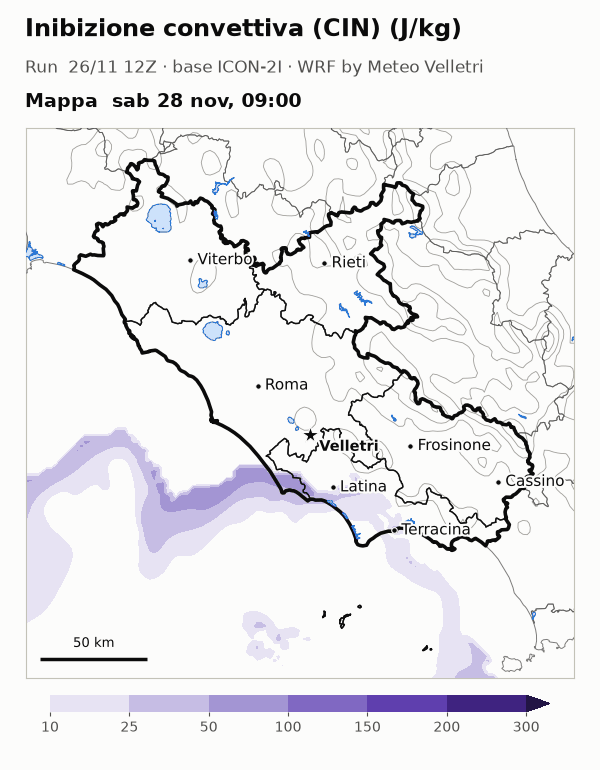 Inibizione convettiva (CIN) (J/kg)
Run  26/11 12Z · base ICON-2I · WRF by Meteo Velletri
Mappa  sab 28 nov, 09:00
Viterbo
Rieti
Roma
Velletri
Frosinone
Cassino
Latina
Terracina
50 km
10 25 50 100 150 200 300